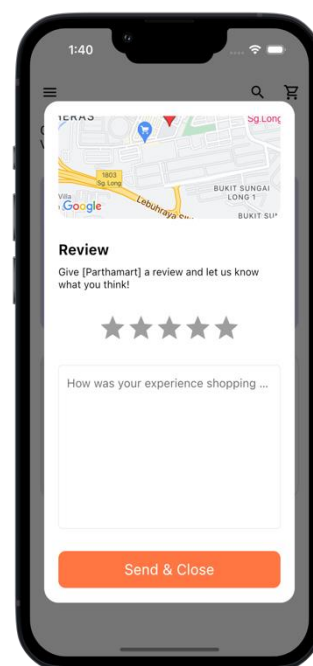 1:40
HERAS
Sg.Long
1803
Sg Long
BUKIT SUNGAI
LONG 1
Villa
Google
Lebuhraya
BUKIT SU
Review
Give [Parthamart] a review and let us know
what you think!
How was your experience shopping ...
Send & Close